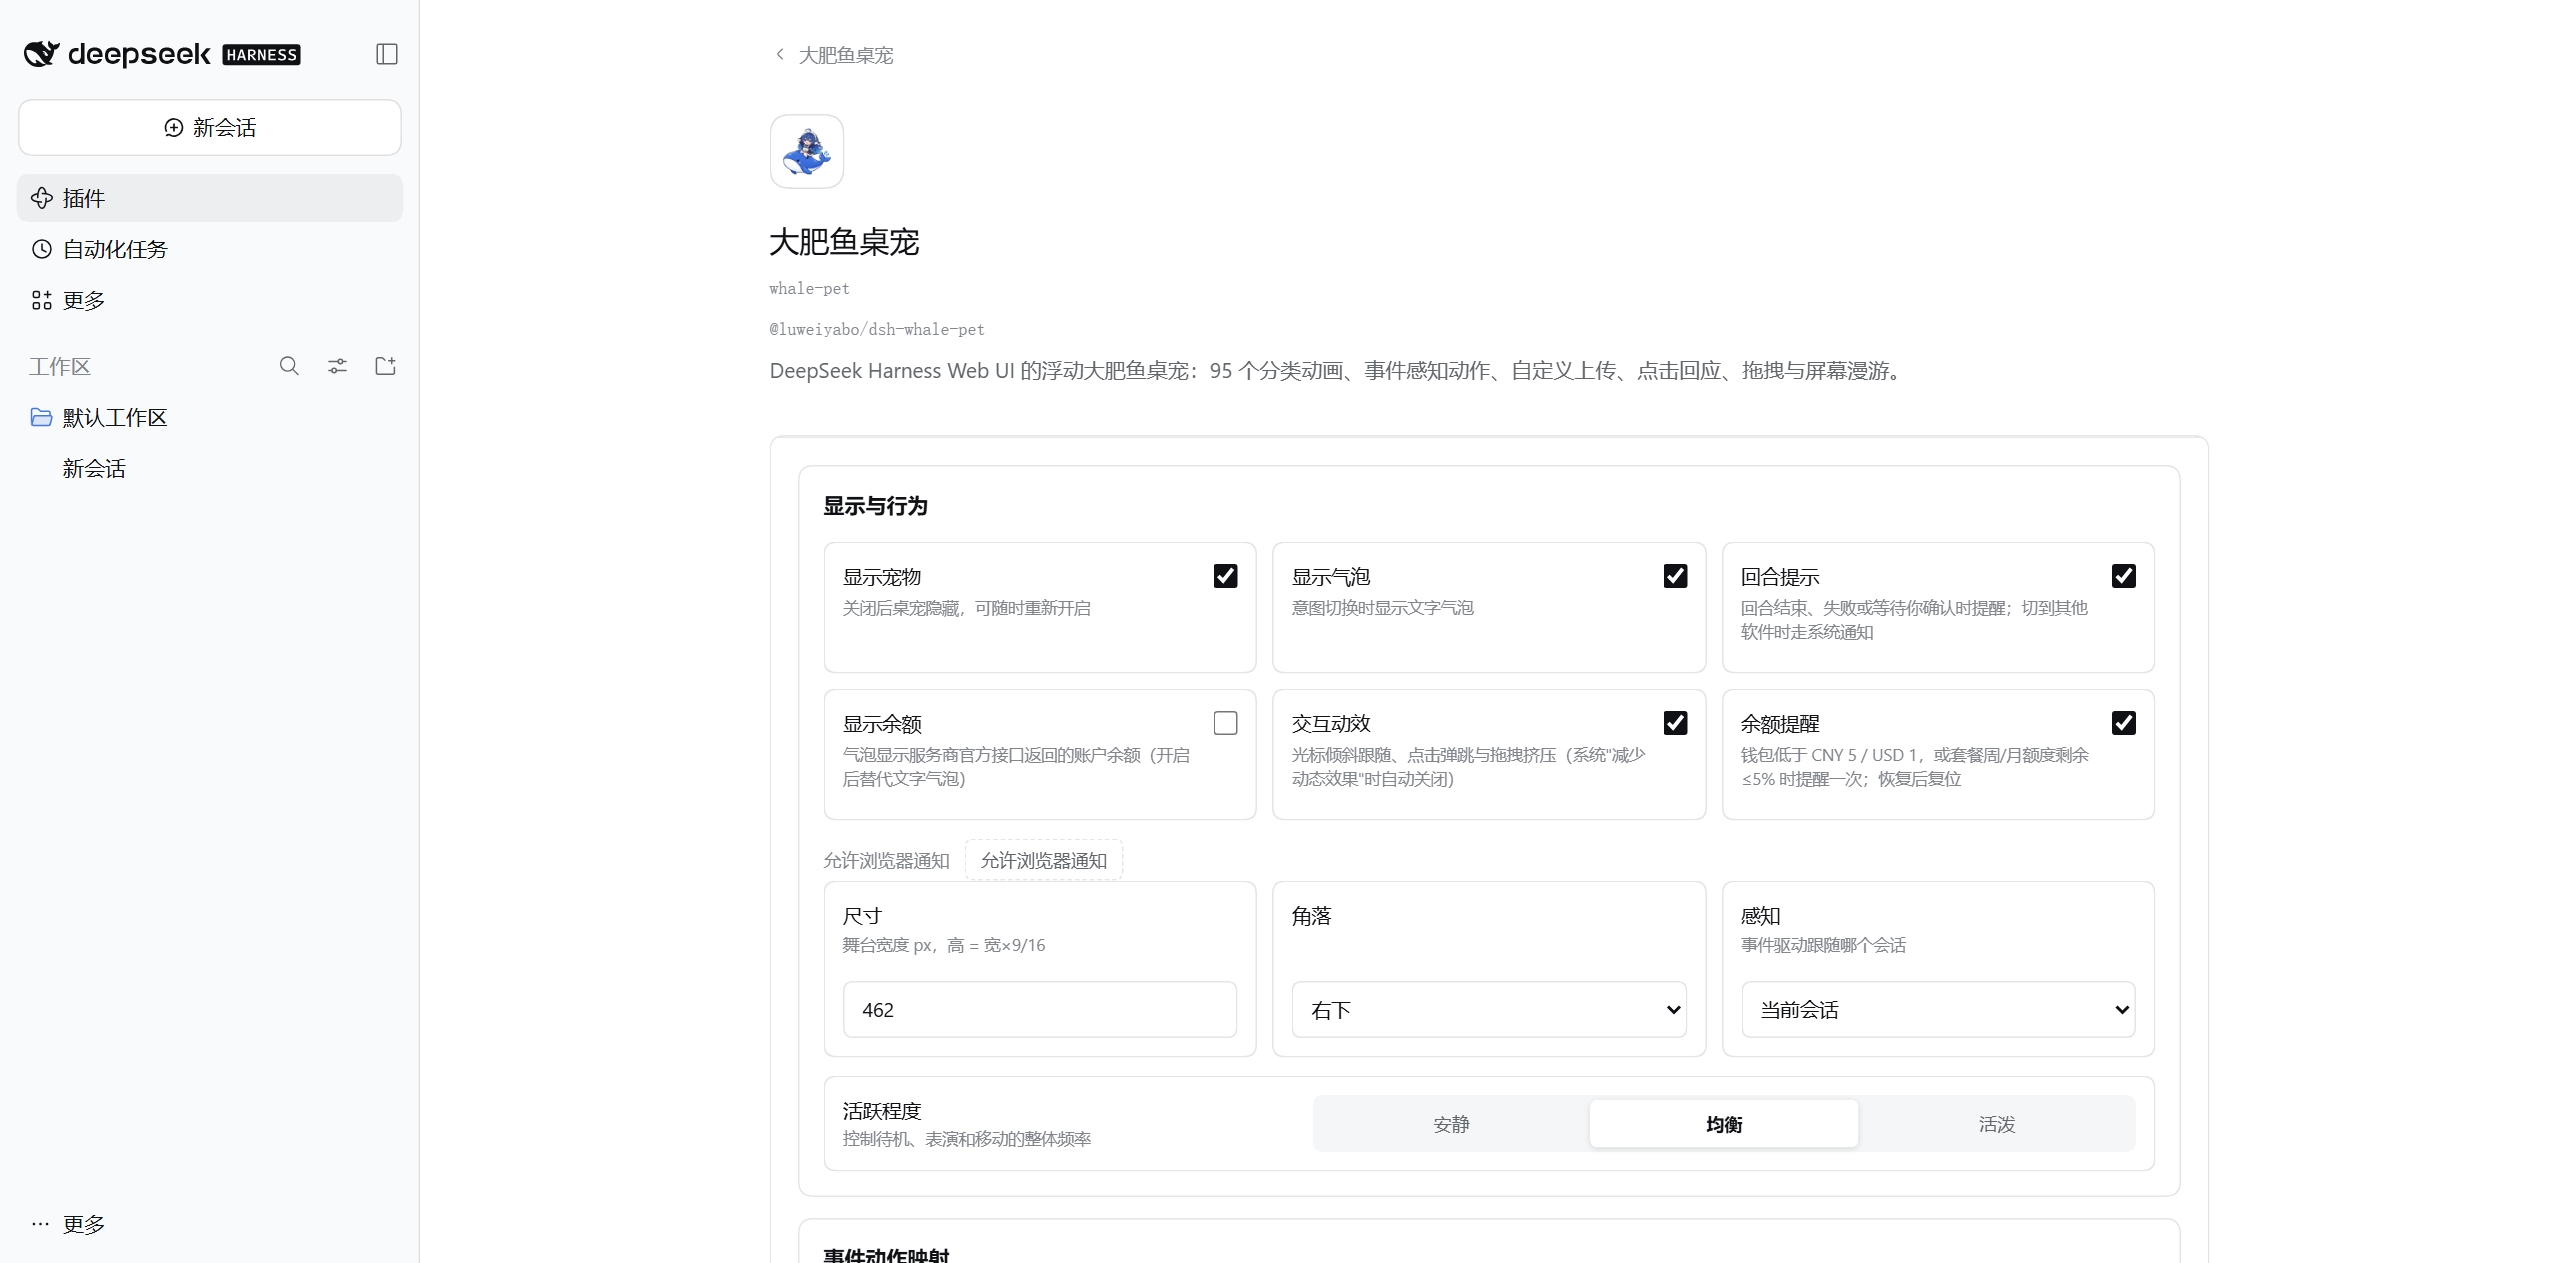 deepseek HARNESS
新会话
插件
自动化任务
更多
工作区
默认工作区
新会话
更多
大肥鱼桌宠
大肥鱼桌宠
whale-pet
@luweiyabo/dsh-whale-pet
DeepSeek Harness Web UI 的浮动大肥鱼桌宠：95 个分类动画、事件感知动作、自定义上传、点击回应、拖拽与屏幕漫游。
显示与行为
显示宠物
关闭后桌宠隐藏，可随时重新开启
显示气泡
意图切换时显示文字气泡
回合提示
回合结束、失败或等待你确认时提醒；切到其他
软件时走系统通知
显示余额
气泡显示服务商官方接口返回的账户余额（开启
后替代文字气泡）
交互动效
光标倾斜跟随、点击弹跳与拖拽挤压（系统"减少
动态效果"时自动关闭）
余额提醒
钱包低于 CNY 5 / USD 1，或套餐周/月额度剩余
≤5% 时提醒一次；恢复后复位
允许浏览器通知 允许浏览器通知
尺寸
舞台宽度 px，高 = 宽×9/16
462
角落
右下
感知
事件驱动跟随哪个会话
当前会话
活跃程度
控制待机、表演和移动的整体频率
安静 均衡 活泼
事件动作映射